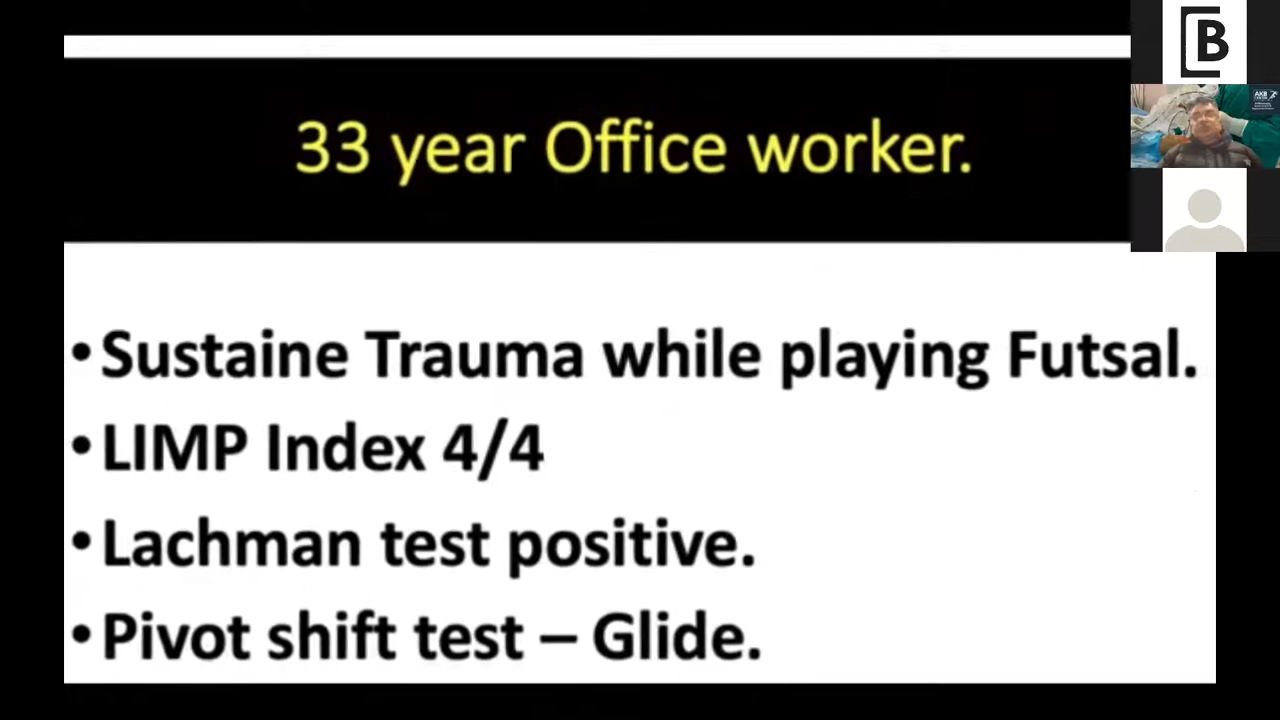 33 year Office worker.
• Sustaine Trauma while playing Futsal.
• LIMP Index 4/4
• Lachman test positive.
• Pivot shift test – Glide.
B
AKB